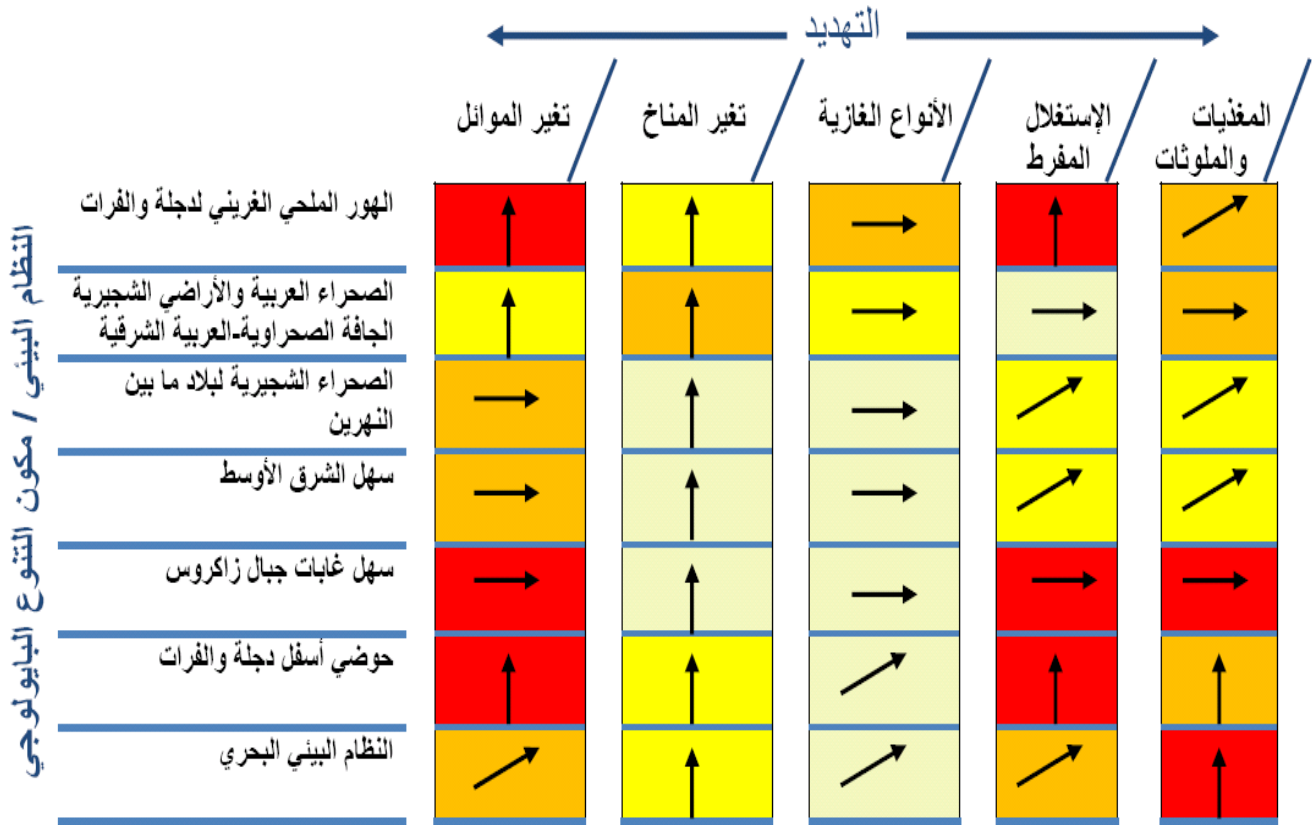 التهديد
تغير الموائل
تغير المناخ
الأنواع الغازية
الإستغلال
المفرط
المغذيات
والملوثات
النظام البيئي / مكون التنوع البايولوجي
الهور الملحي الغريني لدجلة والفرات
الصحراء العربية والأراضي الشجيرية
الجافة الصحراوية-العربية الشرقية
الصحراء الشجيرية لبلاد ما بين
النهرين
سهل الشرق الأوسط
سهل غابات جبال زاكروس
حوضي أسفل دجلة والفرات
النظام البيئي البحري